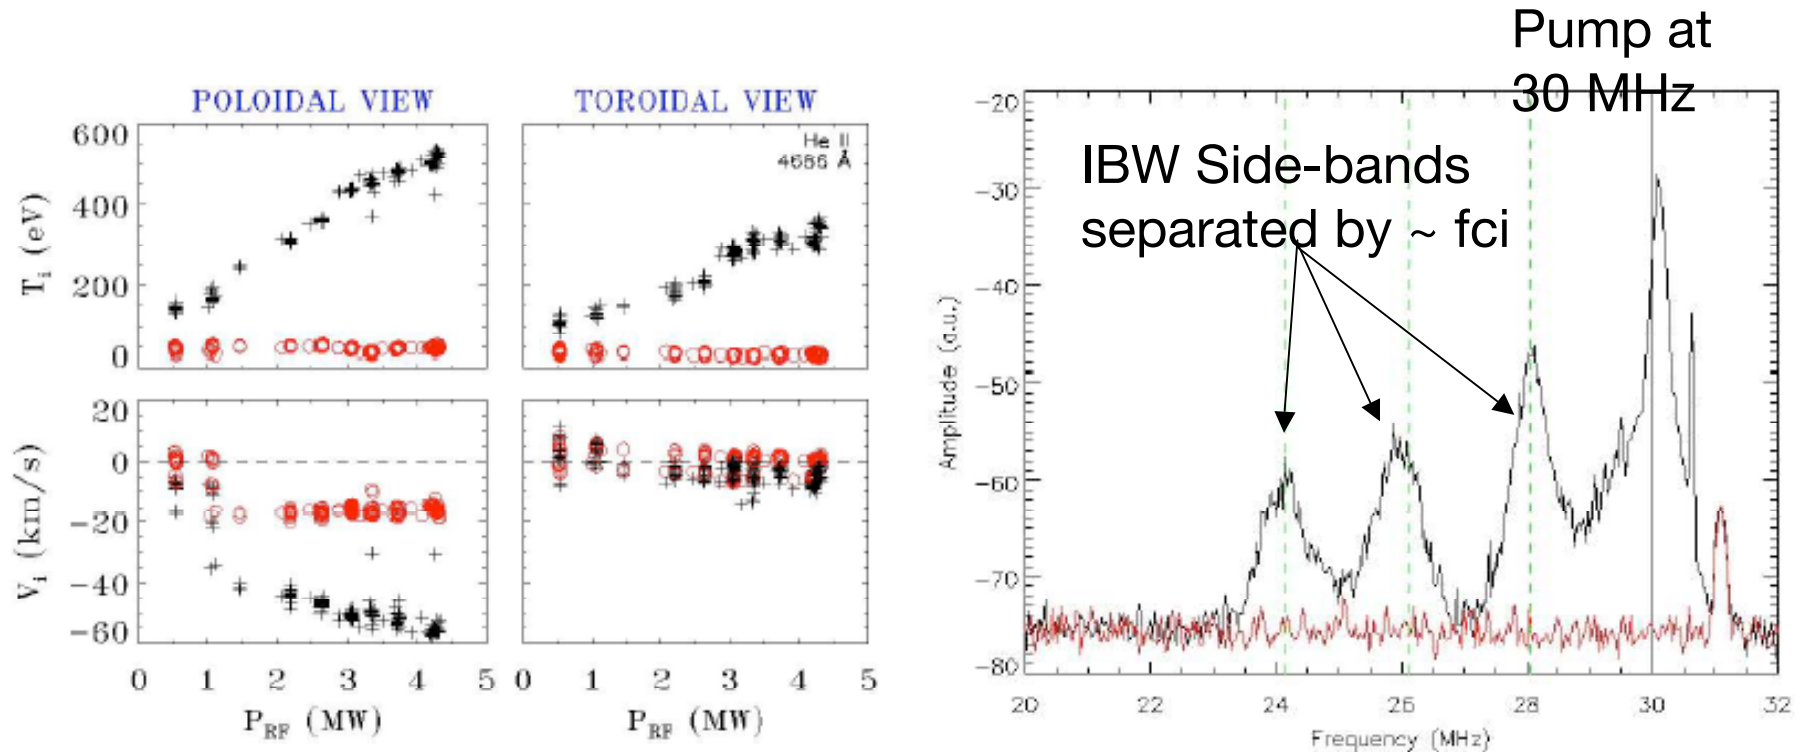 POLOIDAL VIEW
TOROIDAL VIEW
600
400
200
0
T_i (eV)
He II
4686 Å
20
0
−20
−40
−60
V_i (km/s)
0 1 2 3 4 5
0 1 2 3 4 5
P_RF (MW)
P_RF (MW)
Pump at
30 MHz
IBW Side-bands
separated by ~ fci
−20
−30
−40
−50
−60
−70
−80
Amplitude (a.u.)
20 22 24 26 28 30 32
Frequency (MHz)